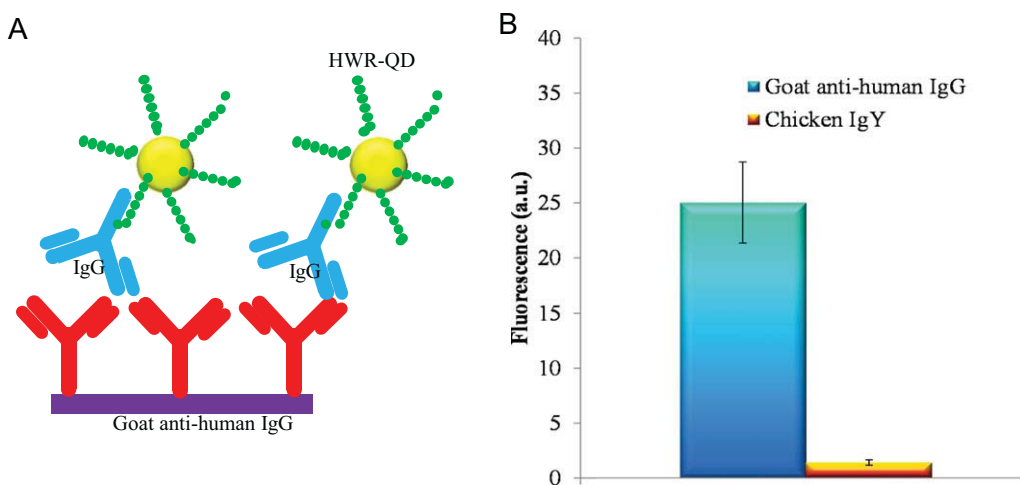 A
HWR-QD
IgG
IgG
Goat anti-human IgG
B
40
35
30
25
20
15
10
5
0
Fluorescence (a.u.)
Goat anti-human IgG
Chicken IgY